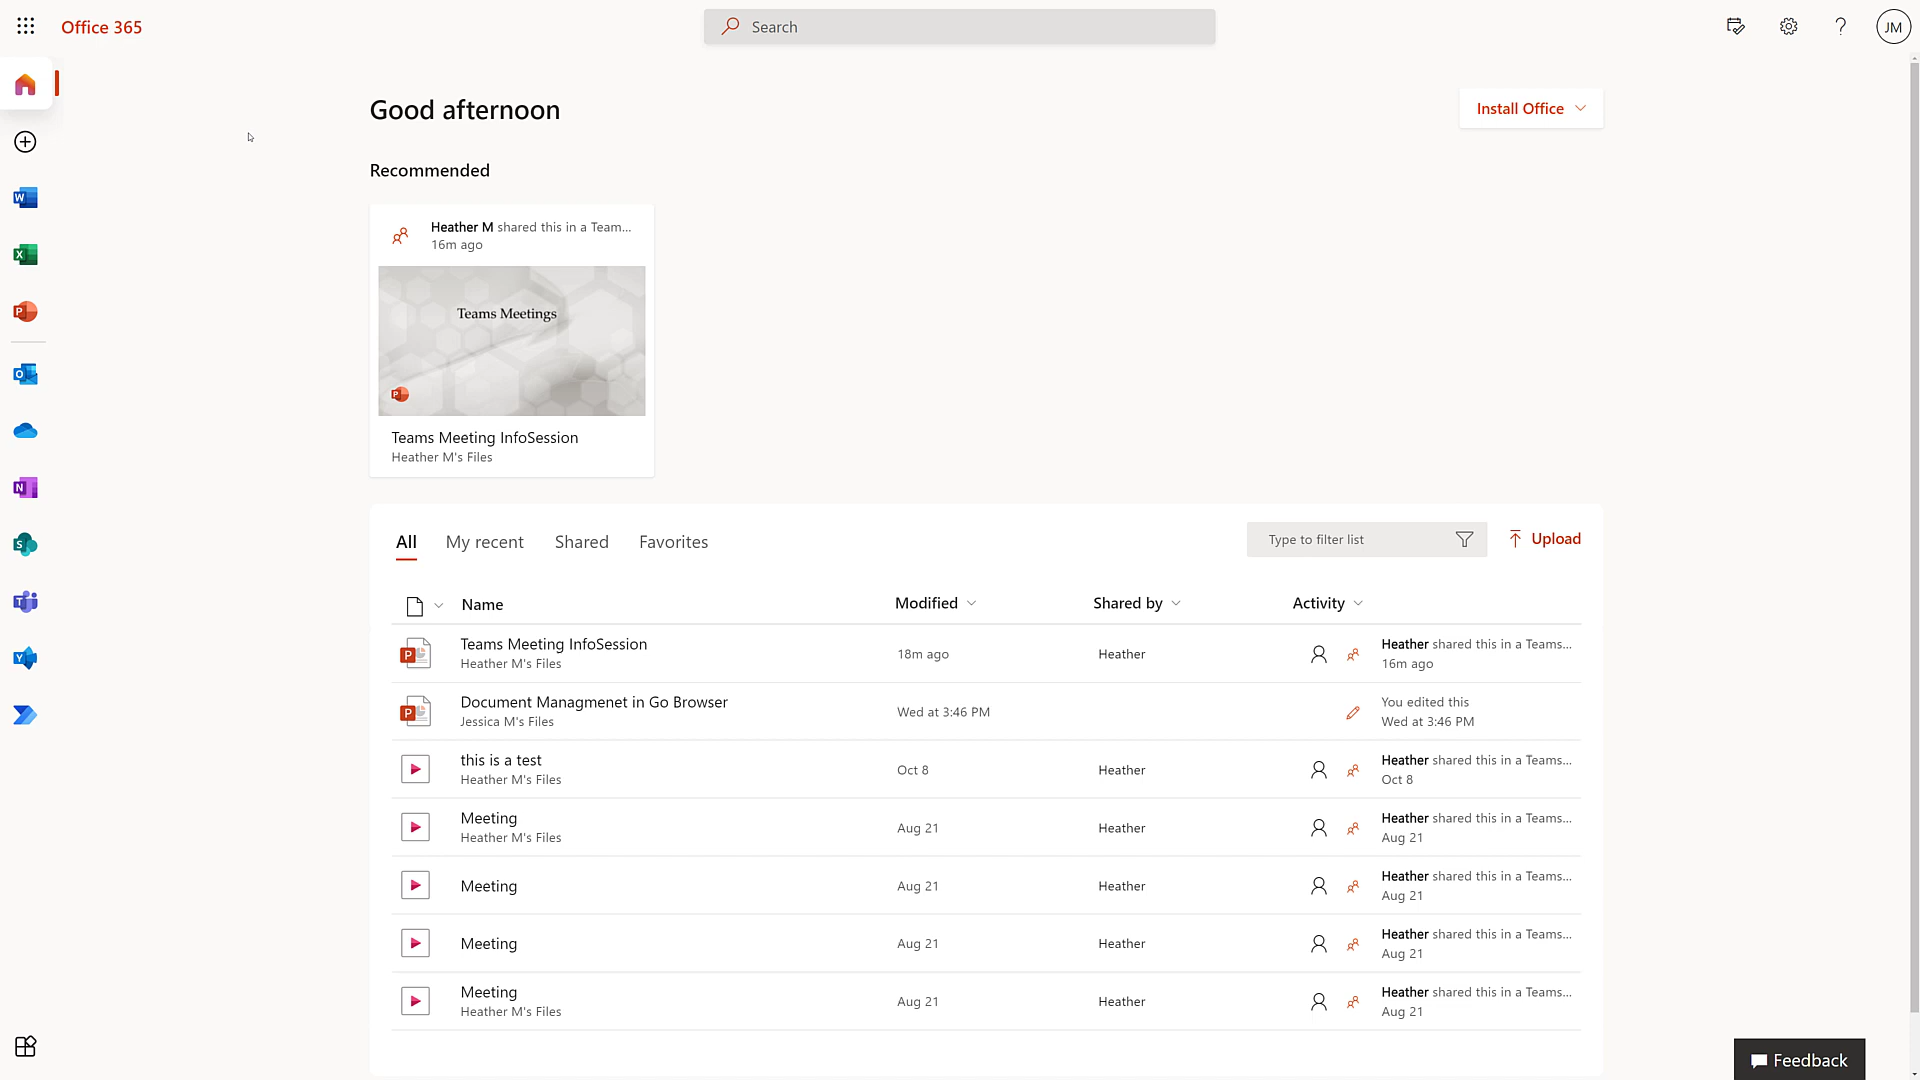 Office 365
Search
JM
Good afternoon
Install Office
Recommended
Heather M shared this in a Team...
16m ago
Teams Meetings
Teams Meeting InfoSession
Heather M's Files
All My recent Shared Favorites
Type to filter list
Upload
Name Modified Shared by Activity
Teams Meeting InfoSession
Heather M's Files
18m ago
Heather
Heather shared this in a Teams...
16m ago
Document Managmenet in Go Browser
Jessica M's Files
Wed at 3:46 PM
You edited this
Wed at 3:46 PM
this is a test
Heather M's Files
Oct 8
Heather
Heather shared this in a Teams...
Oct 8
Meeting
Heather M's Files
Aug 21
Heather
Heather shared this in a Teams...
Aug 21
Meeting
Aug 21
Heather
Heather shared this in a Teams...
Aug 21
Meeting
Aug 21
Heather
Heather shared this in a Teams...
Aug 21
Meeting
Heather M's Files
Aug 21
Heather
Heather shared this in a Teams...
Aug 21
Feedback